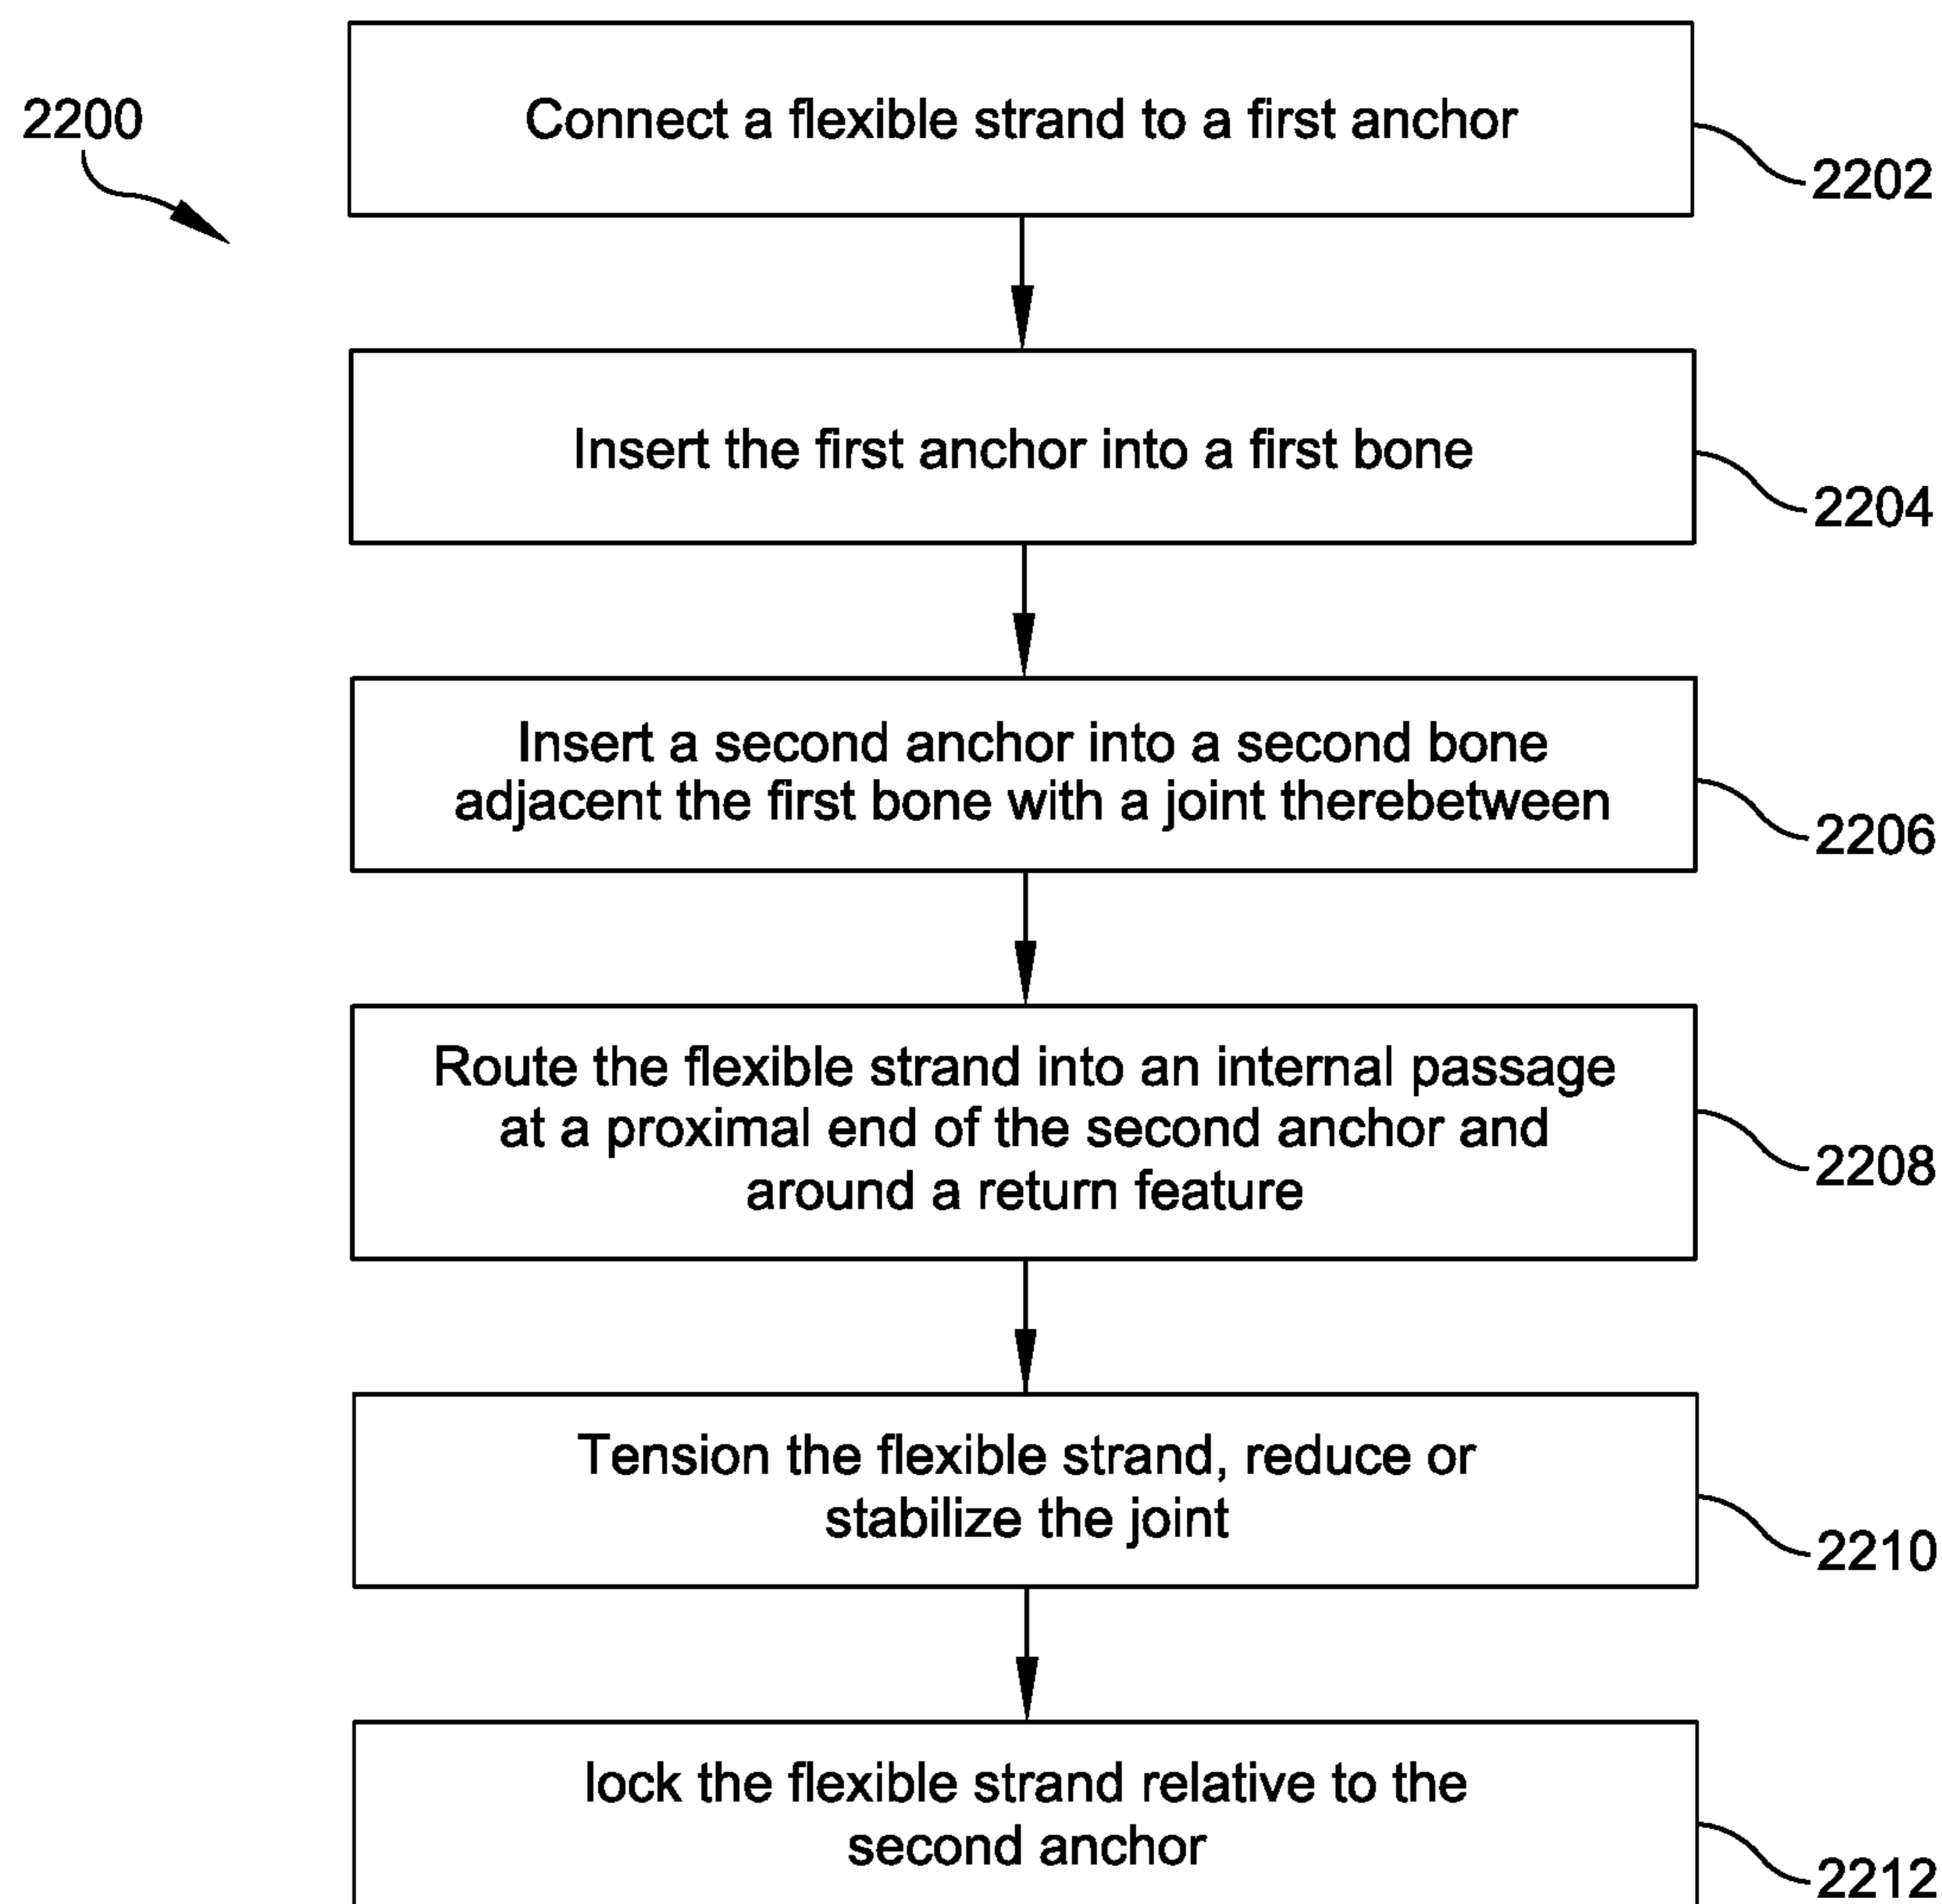 2200
Connect a flexible strand to a first anchor
2202
Insert the first anchor into a first bone
2204
Insert a second anchor into a second bone
adjacent the first bone with a joint therebetween
2206
Route the flexible strand into an internal passage
at a proximal end of the second anchor and
around a return feature
2208
Tension the flexible strand, reduce or
stabilize the joint
2210
lock the flexible strand relative to the
second anchor
2212